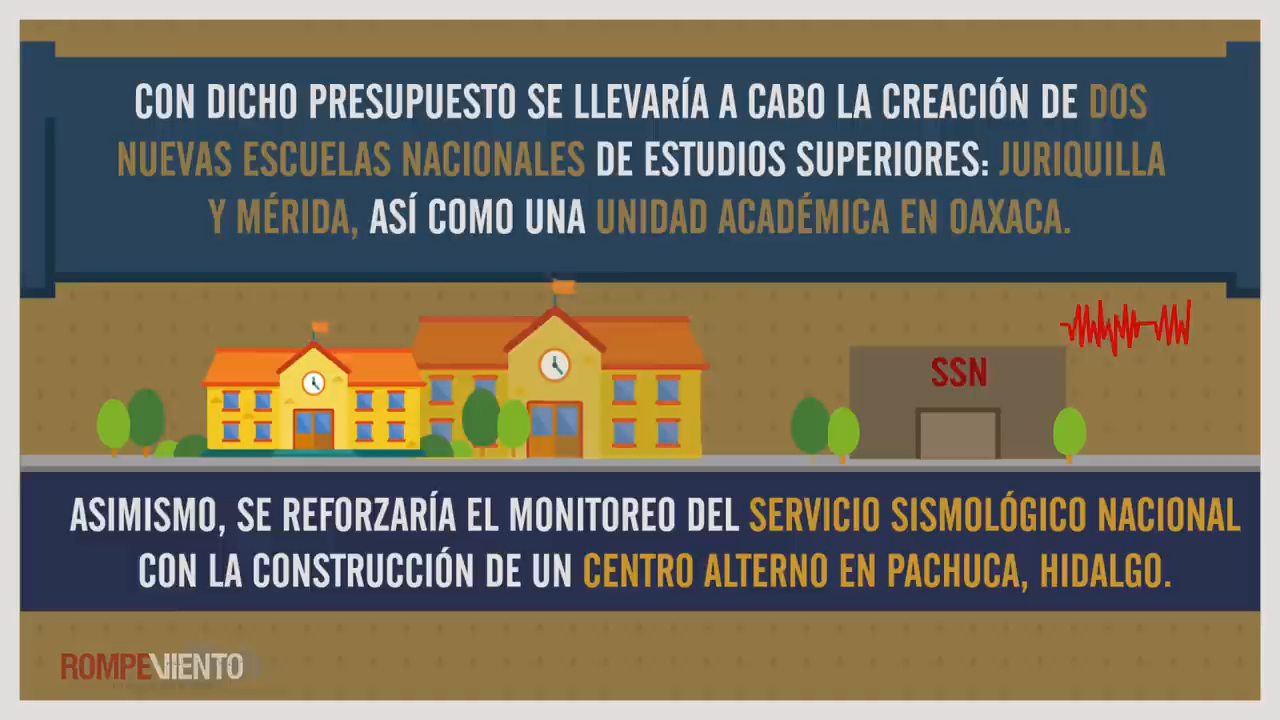 CON DICHO PRESUPUESTO SE LLEVARÍA A CABO LA CREACIÓN DE DOS
NUEVAS ESCUELAS NACIONALES DE ESTUDIOS SUPERIORES: JURIQUILLA
Y MÉRIDA, ASÍ COMO UNA UNIDAD ACADÉMICA EN OAXACA.
SSN
ASIMISMO, SE REFORZARÍA EL MONITOREO DEL SERVICIO SISMOLÓGICO NACIONAL
CON LA CONSTRUCCIÓN DE UN CENTRO ALTERNO EN PACHUCA, HIDALGO.
ROMPEVIENTO